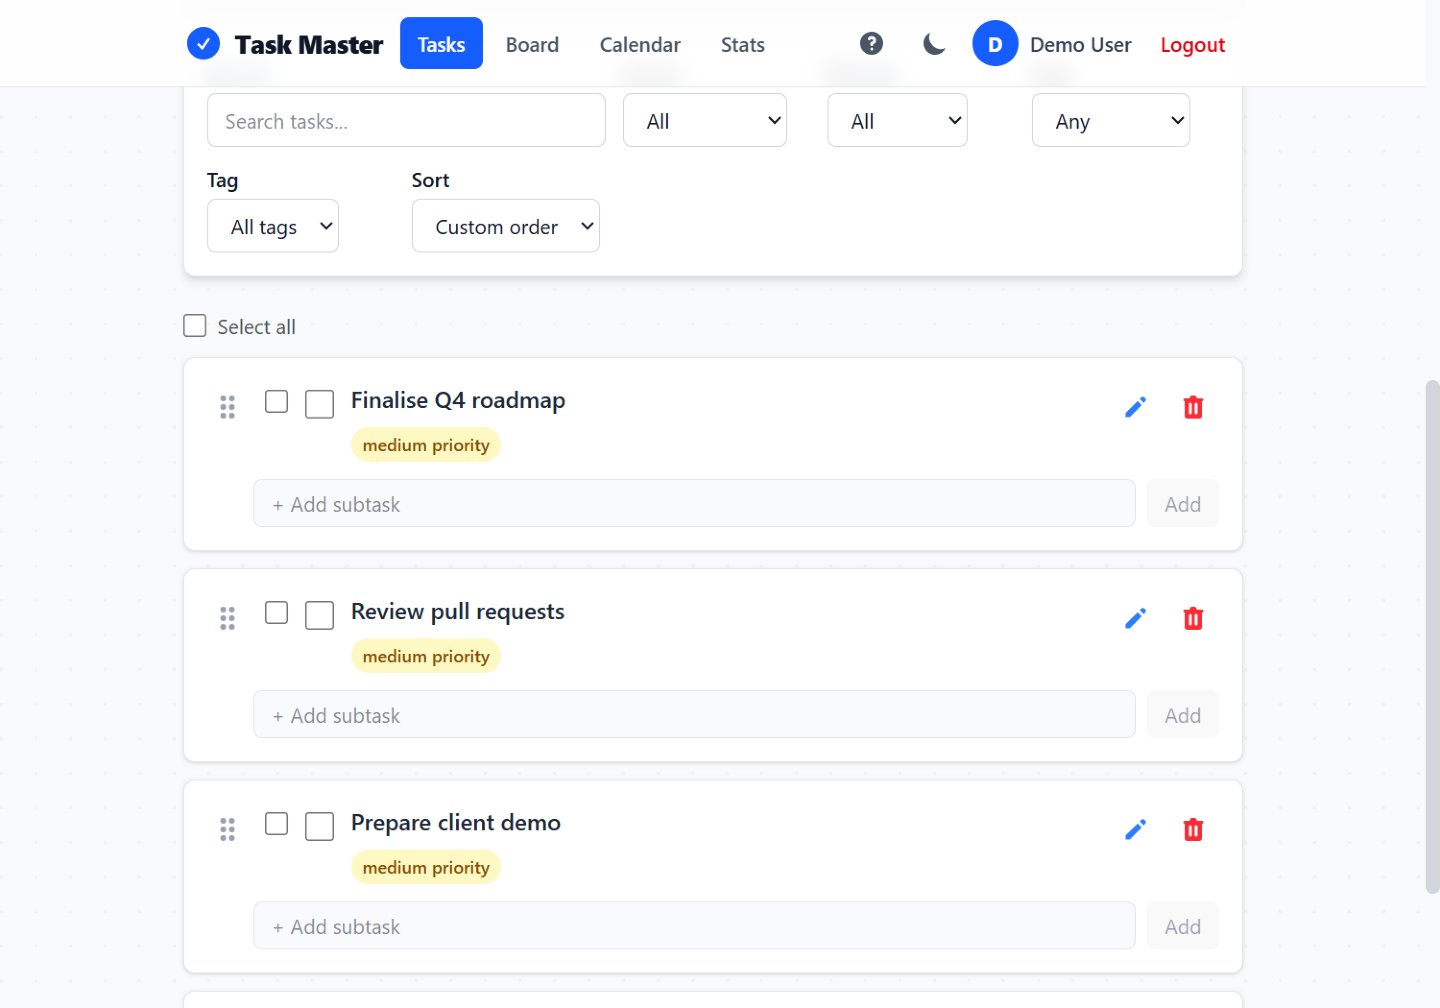 Task Master Tasks Board Calendar Stats ? D Demo User Logout
Search tasks... All All Any
Tag Sort
All tags Custom order
Select all
Finalise Q4 roadmap
medium priority
+ Add subtask Add
Review pull requests
medium priority
+ Add subtask Add
Prepare client demo
medium priority
+ Add subtask Add